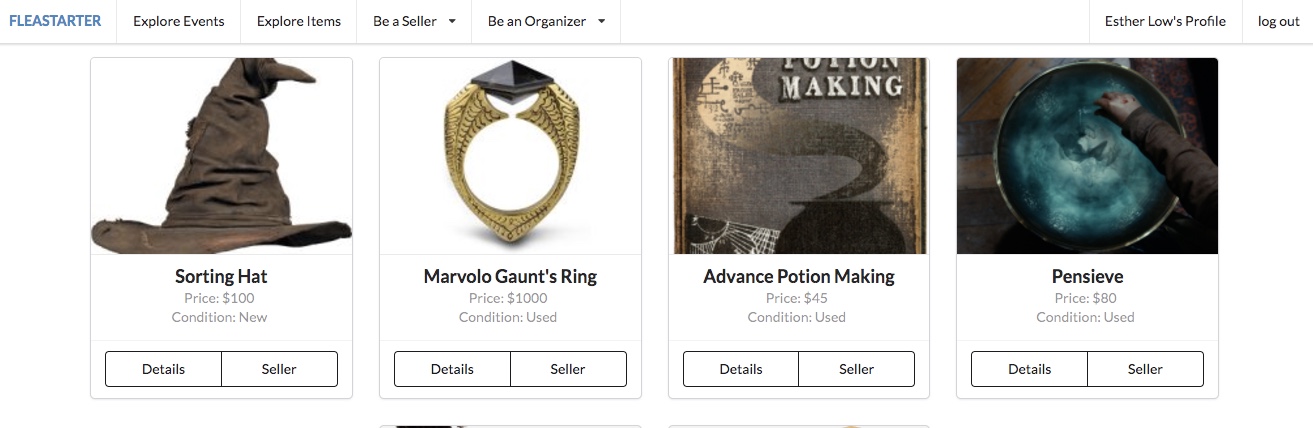 FLEASTARTER Explore Events Explore Items Be a Seller Be an Organizer Esther Low's Profile log out
POTION
MAKING
Sorting Hat Marvolo Gaunt's Ring Advance Potion Making Pensieve
Price: $100 Price: $1000 Price: $45 Price: $80
Condition: New Condition: Used Condition: Used Condition: Used
Details Seller Details Seller Details Seller Details Seller